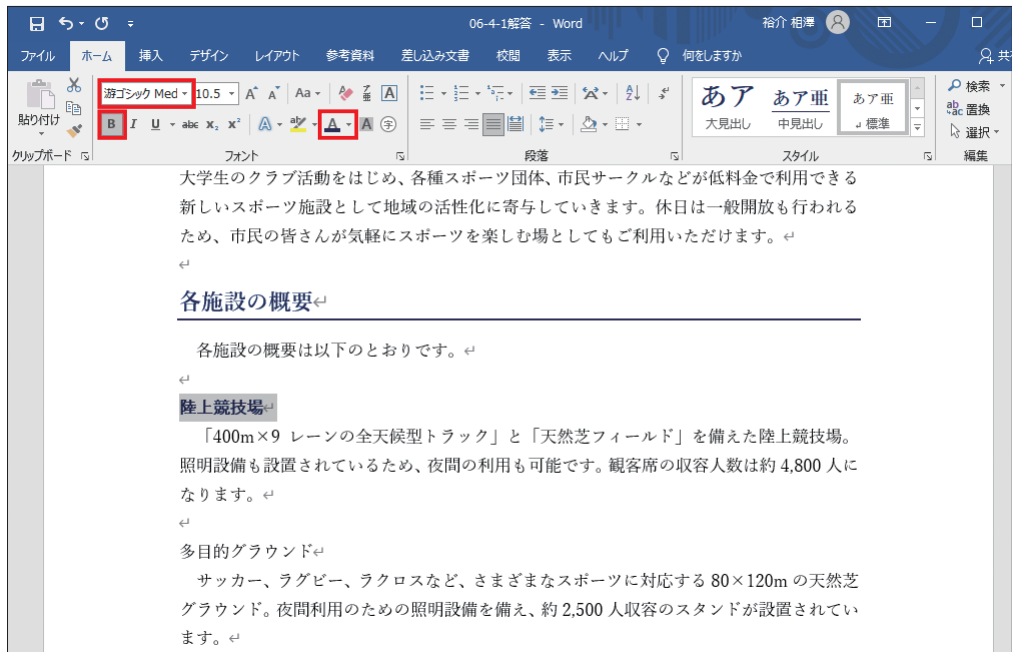 06-4-1解答 - Word
裕介 相澤
ファイル ホーム 挿入 デザイン レイアウト 参考資料 差し込み文書 校閲 表示 ヘルプ 何をしますか 共有
貼り付け
游ゴシック Med 10.5 A A Aa
B I U abc x₂ x² A ab A A 字
あア あア亜 あア亜
大見出し 中見出し 標準
検索
置換
選択
クリップボード フォント 段落 スタイル 編集
大学生のクラブ活動をはじめ、各種スポーツ団体、市民サークルなどが低料金で利用できる
新しいスポーツ施設として地域の活性化に寄与していきます。休日は一般開放も行われる
ため、市民の皆さんが気軽にスポーツを楽しむ場としてもご利用いただけます。
各施設の概要
各施設の概要は以下のとおりです。
陸上競技場
「400m×9 レーンの全天候型トラック」と「天然芝フィールド」を備えた陸上競技場。
照明設備も設置されているため、夜間の利用も可能です。観客席の収容人数は約 4,800 人に
なります。
多目的グラウンド
サッカー、ラグビー、ラクロスなど、さまざまなスポーツに対応する 80×120m の天然芝
グラウンド。夜間利用のための照明設備を備え、約 2,500 人収容のスタンドが設置されてい
ます。